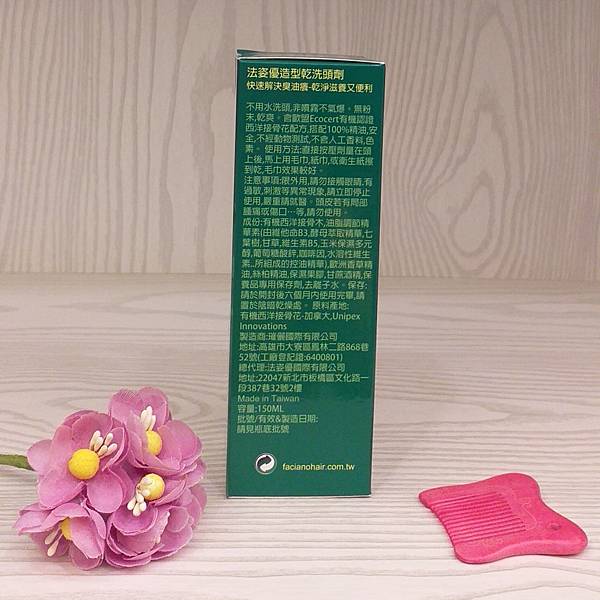 法姿優造型乾洗頭劑
快速解決臭油癢-乾淨滋養又便利
不用水洗頭,非噴霧不氣爆。無粉
末,乾爽。含歐盟Ecocert有機認證
西洋接骨花配方,搭配100%精油,安
全,不經動物測試,不含人工香料,色
素。 使用方法:直接按壓劑量在頭
上後,馬上用毛巾,紙巾,或衛生紙擦
到乾,毛巾效果較好。
注意事項:限外用,請勿接觸眼睛,有
過敏,刺激等異常現象,請立即停止
使用,嚴重請就醫。頭皮若有局部
腫痛或傷口…等,請勿使用。
成份:有機西洋接骨木,油脂調節精
華素(由維他命B3,酵母萃取精華,七
葉樹,甘草,維生素B5,玉米保濕多元
醇,葡萄糖酸鋅,咖啡因,水溶性維生
素..所組成的控油精華),歐洲香草精
油,絲柏精油,保濕果膠,甘蔗酒精,保
養品專用保存劑,去離子水。保存:
請於開封後六個月內使用完畢,請
置於陰暗乾燥處。 原料產地:
有機西洋接骨花-加拿大,Unipex
Innovations
製造商:璀儷國際有限公司
地址:高雄市大寮區鳳林二路868巷
52號(工廠登記證:6400801)
總代理:法姿優國際有限公司
地址:22047新北市板橋區文化路一
段387巷32號2樓
Made in Taiwan
容量:150ML
批號/有效&製造日期:
請見瓶底批號
facianohair.com.tw